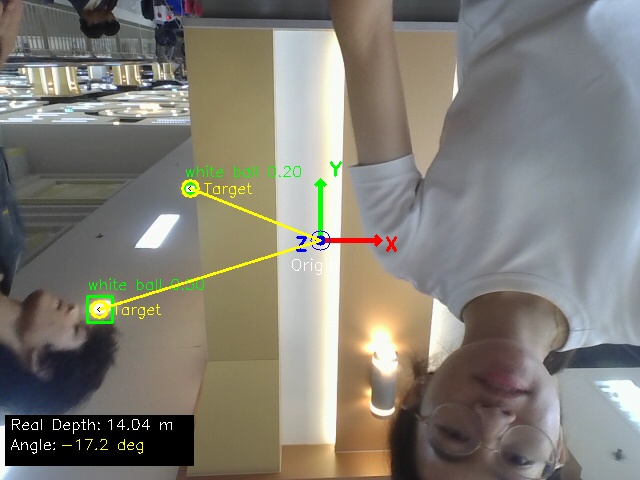 white ball 0.20
Target
Y
Z
X
Origin
white ball 0.30
Target
Real Depth: 14.04 m
Angle: −17.2 deg